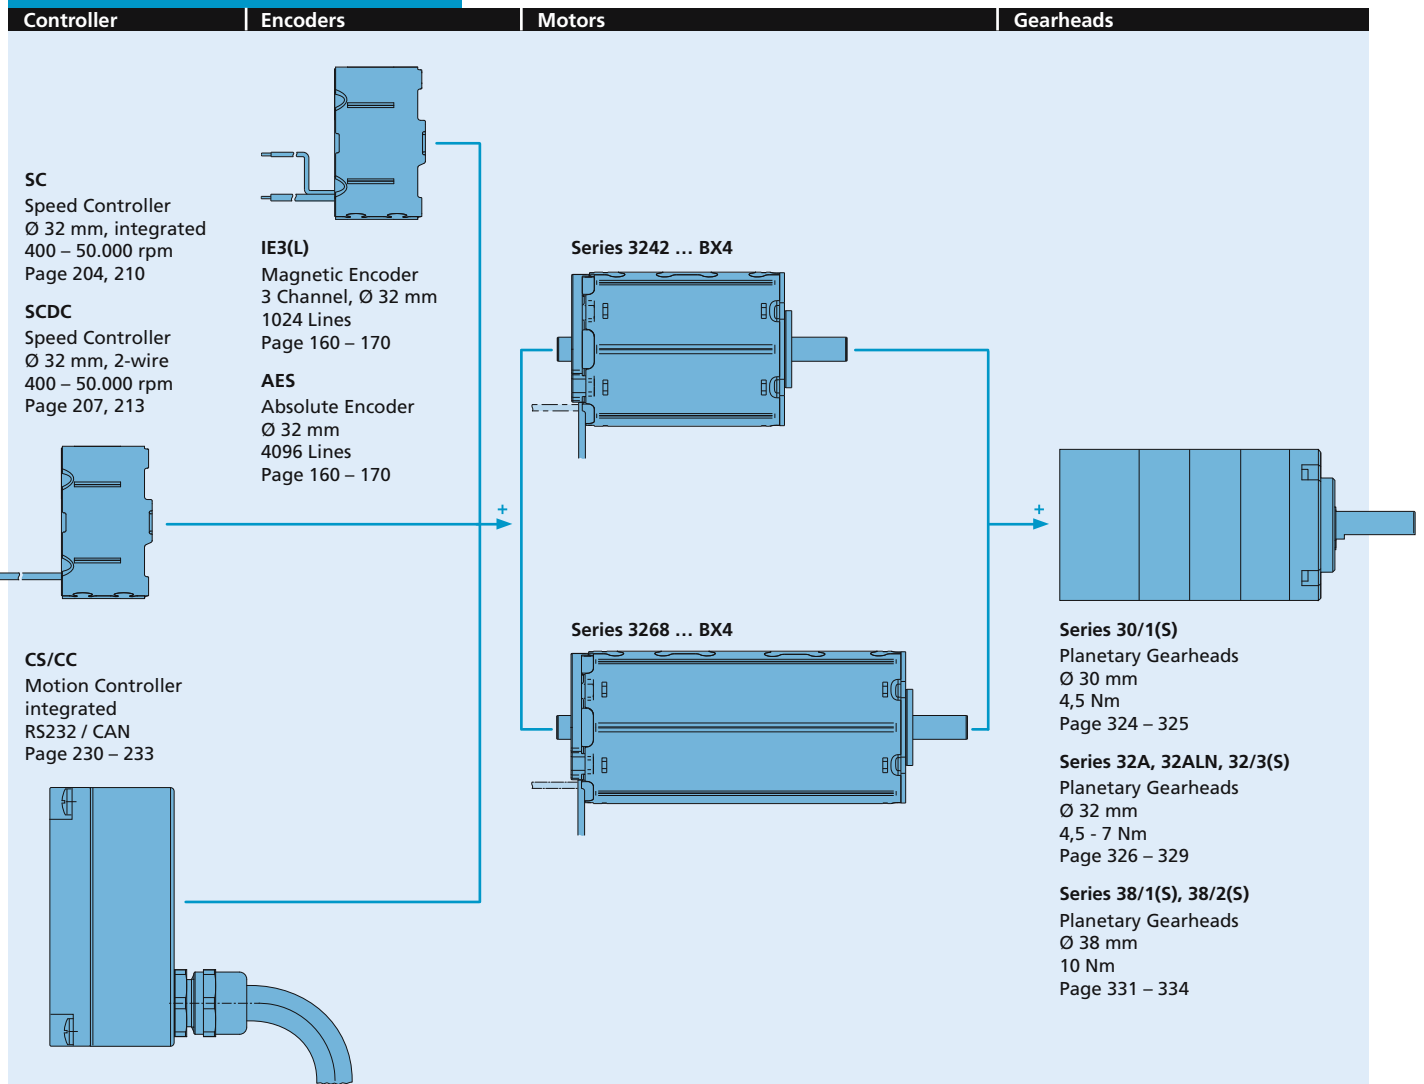 Controller
Encoders
Motors
Gearheads
SC
Speed Controller
Ø 32 mm, integrated
400 – 50.000 rpm
Page 204, 210
SCDC
Speed Controller
Ø 32 mm, 2-wire
400 – 50.000 rpm
Page 207, 213
CS/CC
Motion Controller
integrated
RS232 / CAN
Page 230 – 233
IE3(L)
Magnetic Encoder
3 Channel, Ø 32 mm
1024 Lines
Page 160 – 170
AES
Absolute Encoder
Ø 32 mm
4096 Lines
Page 160 – 170
+
Series 3242 … BX4
Series 3268 … BX4
+
Series 30/1(S)
Planetary Gearheads
Ø 30 mm
4,5 Nm
Page 324 – 325
Series 32A, 32ALN, 32/3(S)
Planetary Gearheads
Ø 32 mm
4,5 - 7 Nm
Page 326 – 329
Series 38/1(S), 38/2(S)
Planetary Gearheads
Ø 38 mm
10 Nm
Page 331 – 334